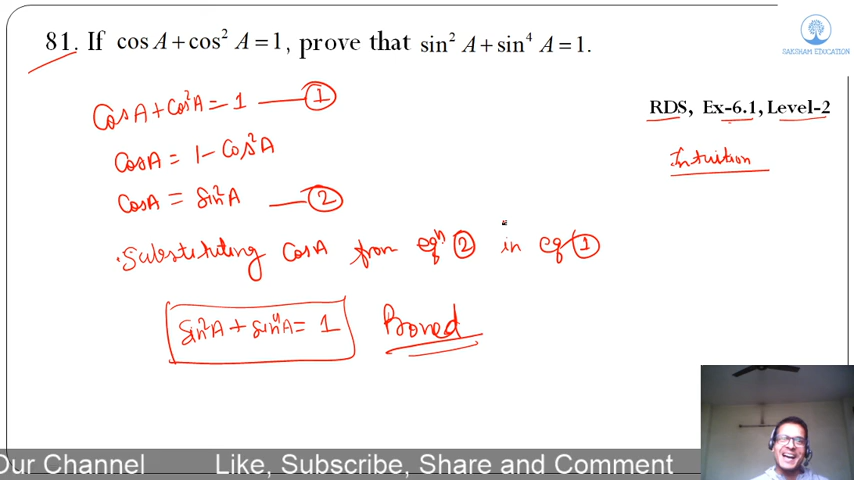 81. If cos A + cos² A = 1, prove that sin² A + sin⁴ A = 1.
SAKSHAM EDUCATION
RDS, Ex-6.1, Level-2
Intuition
CosA + Cos²A = 1 — 1
CosA = 1 - Cos²A
CosA = Sin²A — 2
Substituting CosA from eqⁿ 2 in eqⁿ 1
Sin²A + Sin⁴A = 1 Proved
Our Channel Like, Subscribe, Share and Comment